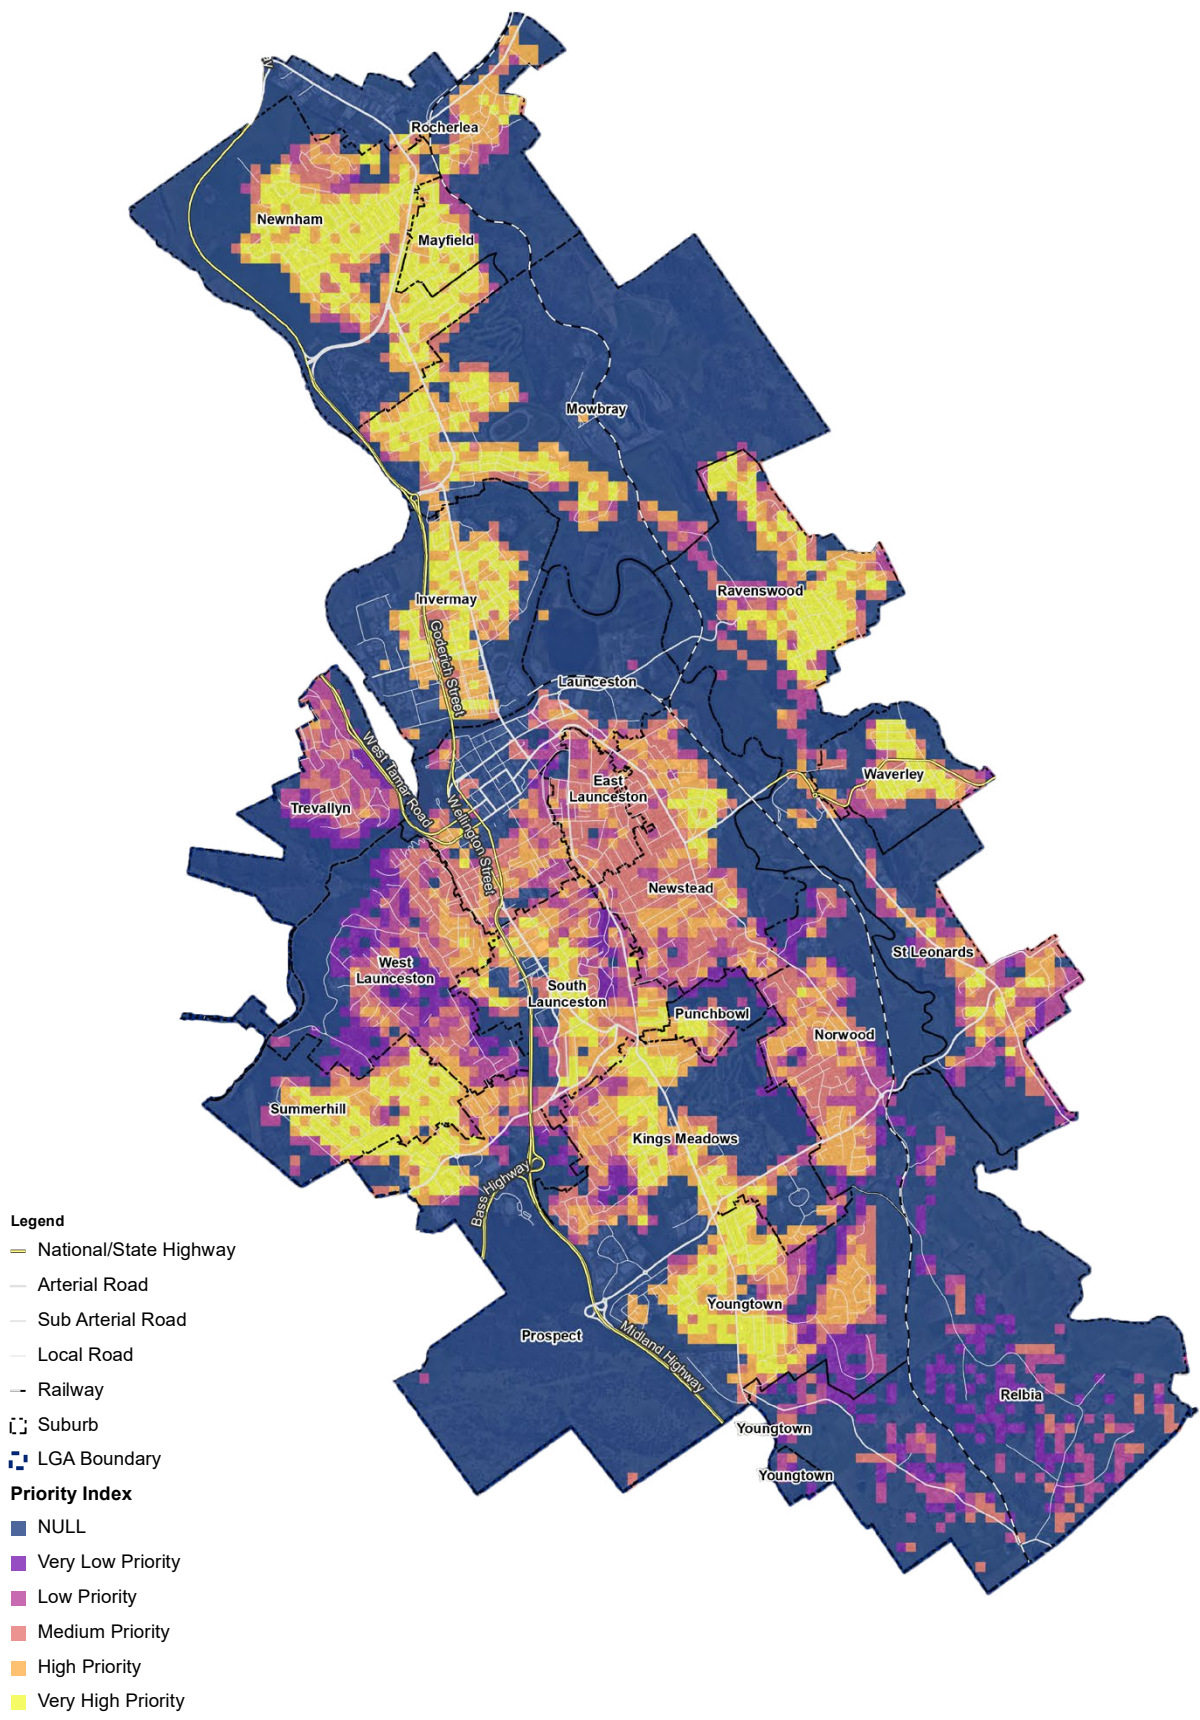 Rocherlea
Newnham
Mayfield
Mowbray
Ravenswood
Invermay
Goderich Street
Launceston
West Tamar Road
Waverley
East
Launceston
Trevallyn
Wellington Street
Newstead
St Leonards
West
Launceston
South
Launceston
Punchbowl
Norwood
Summerhill
Kings Meadows
Bass Highway
Youngtown
Prospect
Midland Highway
Relbia
Youngtown
Youngtown
Legend
National/State Highway
Arterial Road
Sub Arterial Road
Local Road
Railway
Suburb
LGA Boundary
Priority Index
NULL
Very Low Priority
Low Priority
Medium Priority
High Priority
Very High Priority